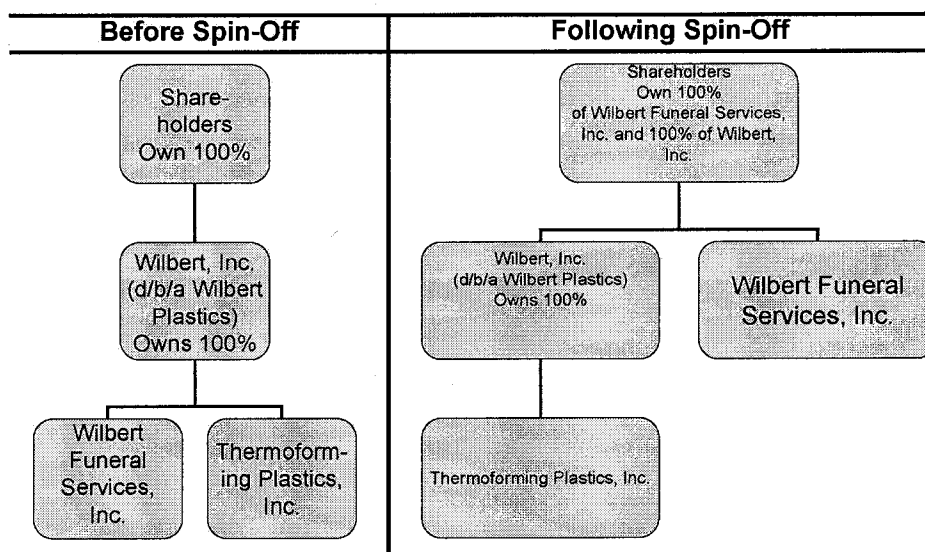 Before Spin-Off
Following Spin-Off
Share-
holders
Own 100%
Wilbert, Inc.
(d/b/a Wilbert
Plastics)
Owns 100%
Wilbert
Funeral
Services,
Inc.
Thermoform-
ing Plastics,
Inc.
Shareholders
Own 100%
of Wilbert Funeral Services,
Inc. and 100% of Wilbert,
Inc.
Wilbert, Inc.
(d/b/a Wilbert Plastics)
Owns 100%
Wilbert Funeral
Services, Inc.
Thermoforming Plastics, Inc.